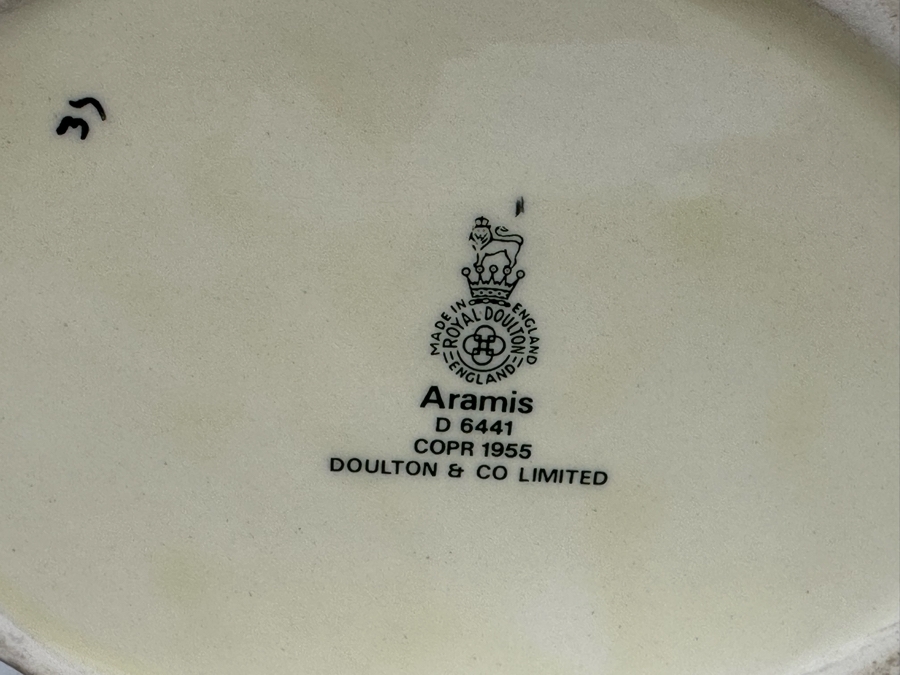 MADE IN ENGLAND
ROYAL DOULTON
ENGLAND
Aramis
D 6441
COPR 1955
DOULTON & CO LIMITED